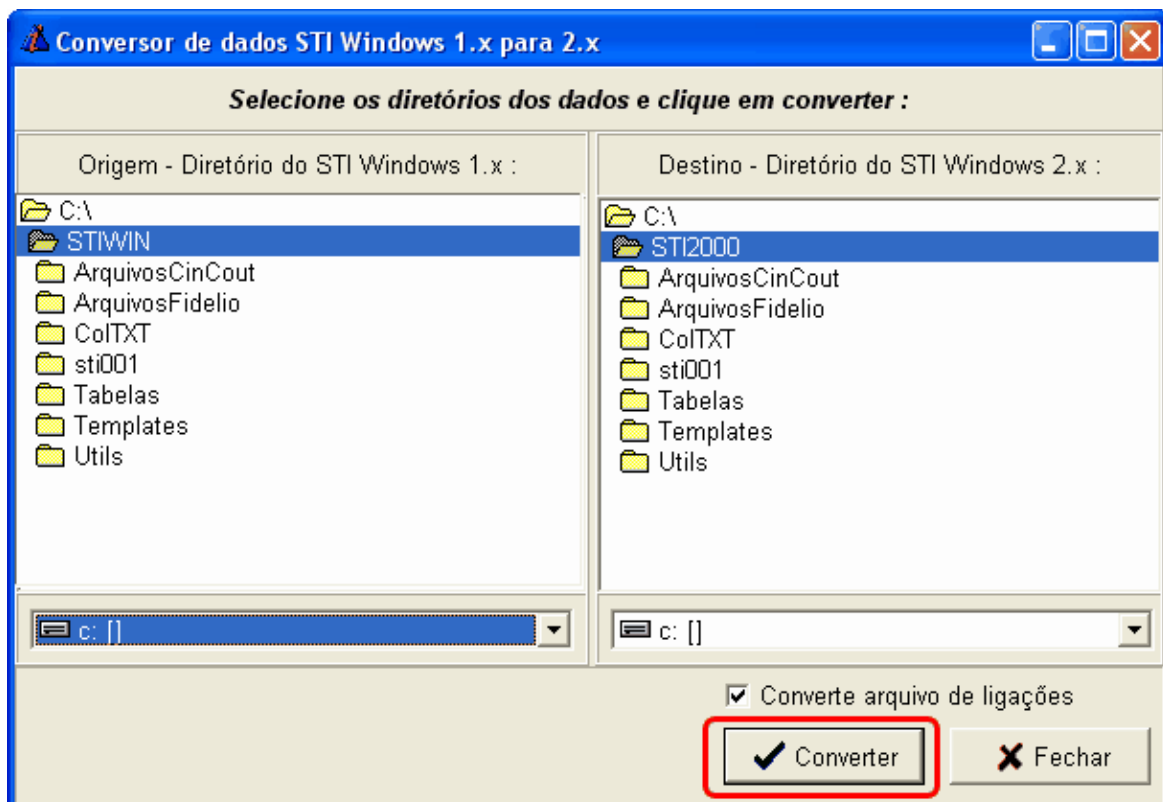 Conversor de dados STI Windows 1.x para 2.x
Selecione os diretórios dos dados e clique em converter :
Origem - Diretório do STI Windows 1.x :
C:\
STIWIN
ArquivosCinCout
ArquivosFidelio
ColTXT
sti001
Tabelas
Templates
Utils
c: []
Destino - Diretório do STI Windows 2.x :
C:\
STI2000
ArquivosCinCout
ArquivosFidelio
ColTXT
sti001
Tabelas
Templates
Utils
c: []
Converte arquivo de ligações
Converter
Fechar